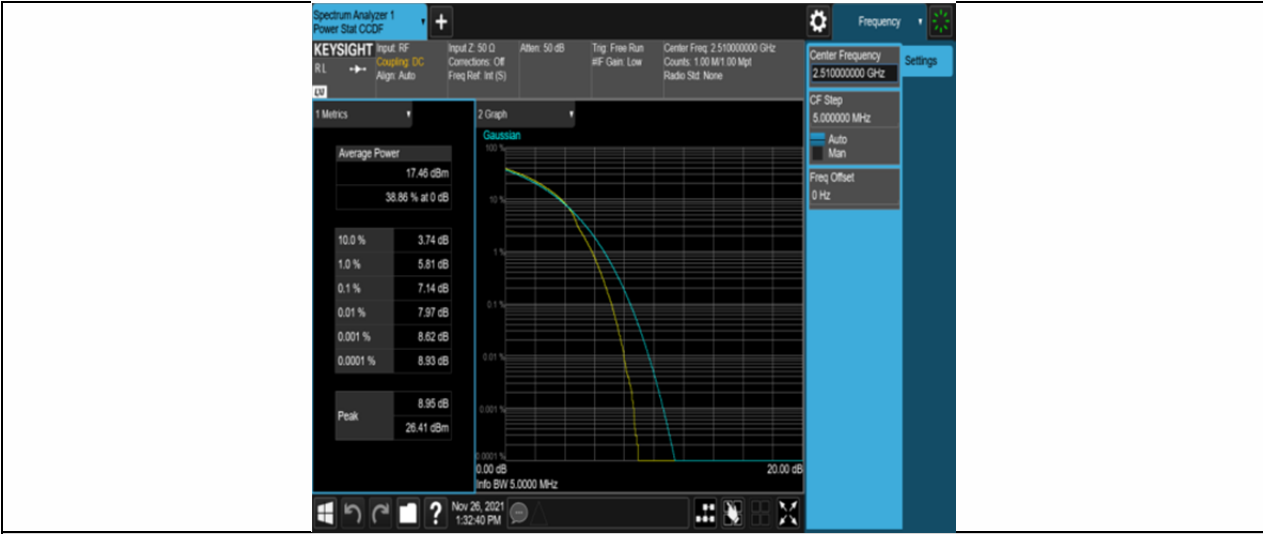 Spectrum Analyzer 1
Power Stat CCDF
+
Frequency
KEYSIGHT
RL
LV
Input: RF
Coupling: DC
Align: Auto
Input Z: 50 Ω
Corrections: Off
Freq Ref: Int (S)
Atten: 50 dB
Trig: Free Run
#IF Gain: Low
Center Freq: 2.510000000 GHz
Counts: 1.00 M/1.00 Mpt
Radio Std: None
Center Frequency
2.510000000 GHz
Settings
CF Step
5.000000 MHz
Auto
Man
Freq Offset
0 Hz
1 Metrics
Average Power
17.46 dBm
38.86 % at 0 dB
10.0 % 3.74 dB
1.0 % 5.81 dB
0.1 % 7.14 dB
0.01 % 7.97 dB
0.001 % 8.62 dB
0.0001 % 8.93 dB
Peak
8.95 dB
26.41 dBm
2 Graph
Gaussian
100 %
10 %
1 %
0.1 %
0.01 %
0.001 %
0.0001 %
0.00 dB 20.00 dB
Info BW 5.0000 MHz
?
Nov 26, 2021
1:32:40 PM